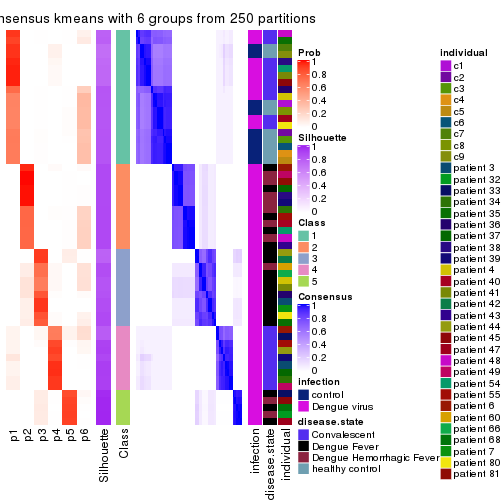 nsensus kmeans with 6 groups from 250 partitions
p1
p2
p3
p4
p5
p6
Silhouette
Class
infection
disease.state
individual
Prob
1
0.8
0.6
0.4
0.2
0
Silhouette
1
0.8
0.6
0.4
0.2
0
Class
1
2
3
4
5
Consensus
1
0.8
0.6
0.4
0.2
0
infection
control
Dengue virus
disease.state
Convalescent
Dengue Fever
Dengue Hemorrhagic Fever
healthy control
individual
c1
c2
c3
c4
c5
c6
c7
c8
c9
patient 3
patient 32
patient 33
patient 34
patient 35
patient 36
patient 37
patient 38
patient 39
patient 4
patient 40
patient 41
patient 42
patient 43
patient 44
patient 45
patient 47
patient 48
patient 49
patient 54
patient 55
patient 6
patient 60
patient 66
patient 68
patient 7
patient 80
patient 81